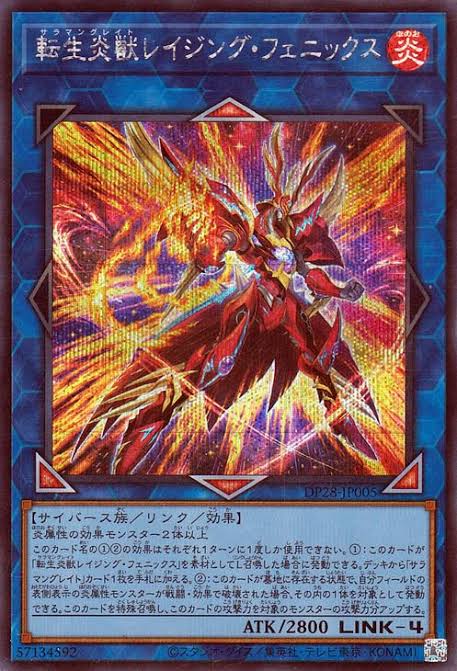 サラマングレイト
転生炎獣レイジング・フェニックス
ほのお
炎
DP28-JP005
【サイバース族／リンク／効果】
炎属性の効果モンスター2体以上
このカード名の①②の効果はそれぞれ1ターンに1度しか使用できない。①：このカードが
「転生炎獣レイジング・フェニックス」を素材としてL召喚した場合に発動できる。デッキから「サラ
マングレイト」カード1枚を手札に加える。②：このカードが墓地に存在する状態で、自分フィールドの
表側表示の炎属性モンスターが戦闘・効果で破壊された場合、その内の1体を対象として発動
できる。このカードを特殊召喚し、このカードの攻撃力を対象のモンスターの攻撃力分アップする。
ATK/2800 LINK-4
57134592 ©スタジオ・ダイス／集英社・テレビ東京・KONAMI